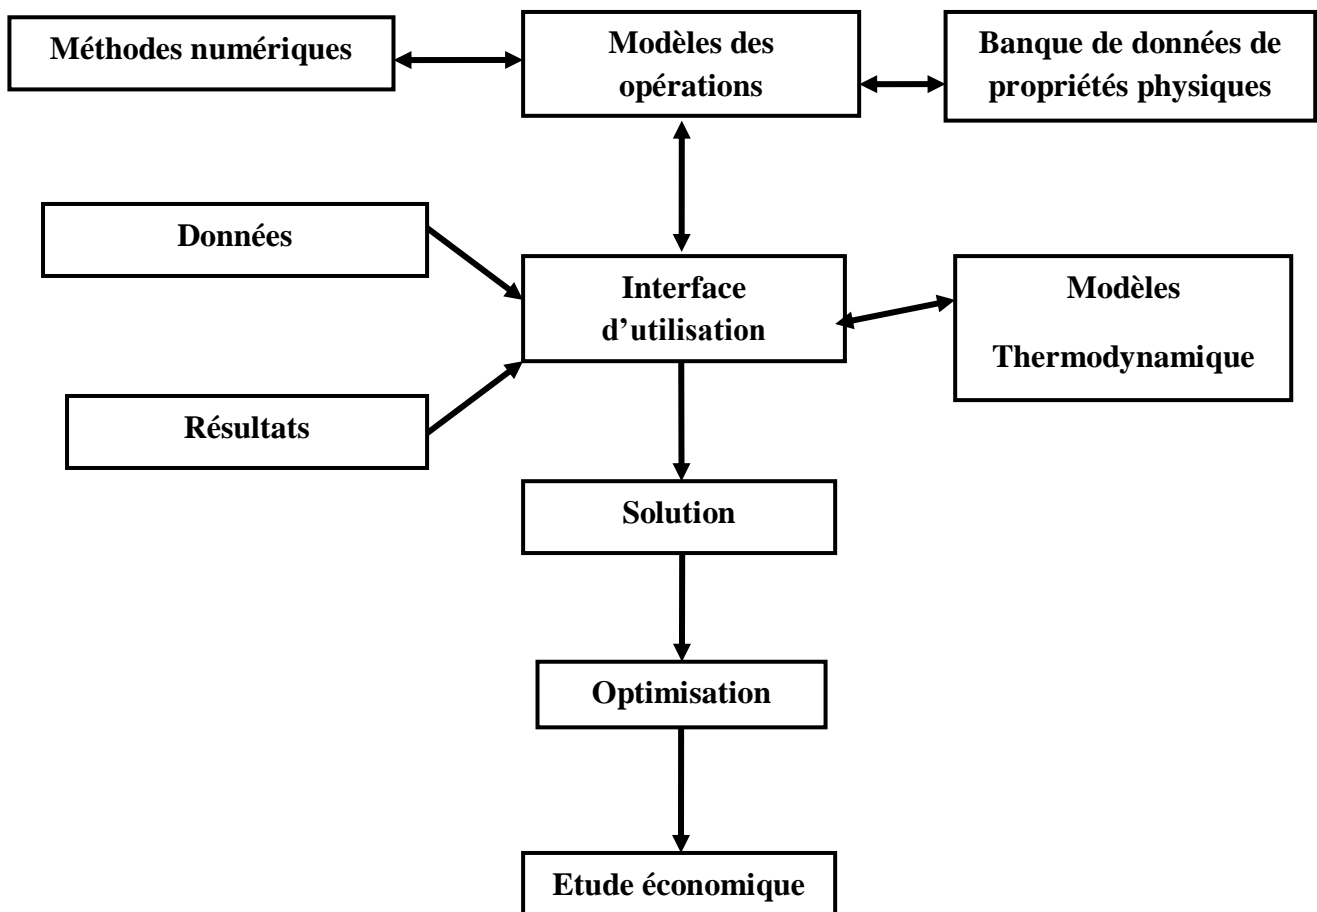 Méthodes numériques
Modèles des
opérations
Banque de données de
propriétés physiques
Données
Interface
d’utilisation
Modèles
Thermodynamique
Résultats
Solution
Optimisation
Etude économique